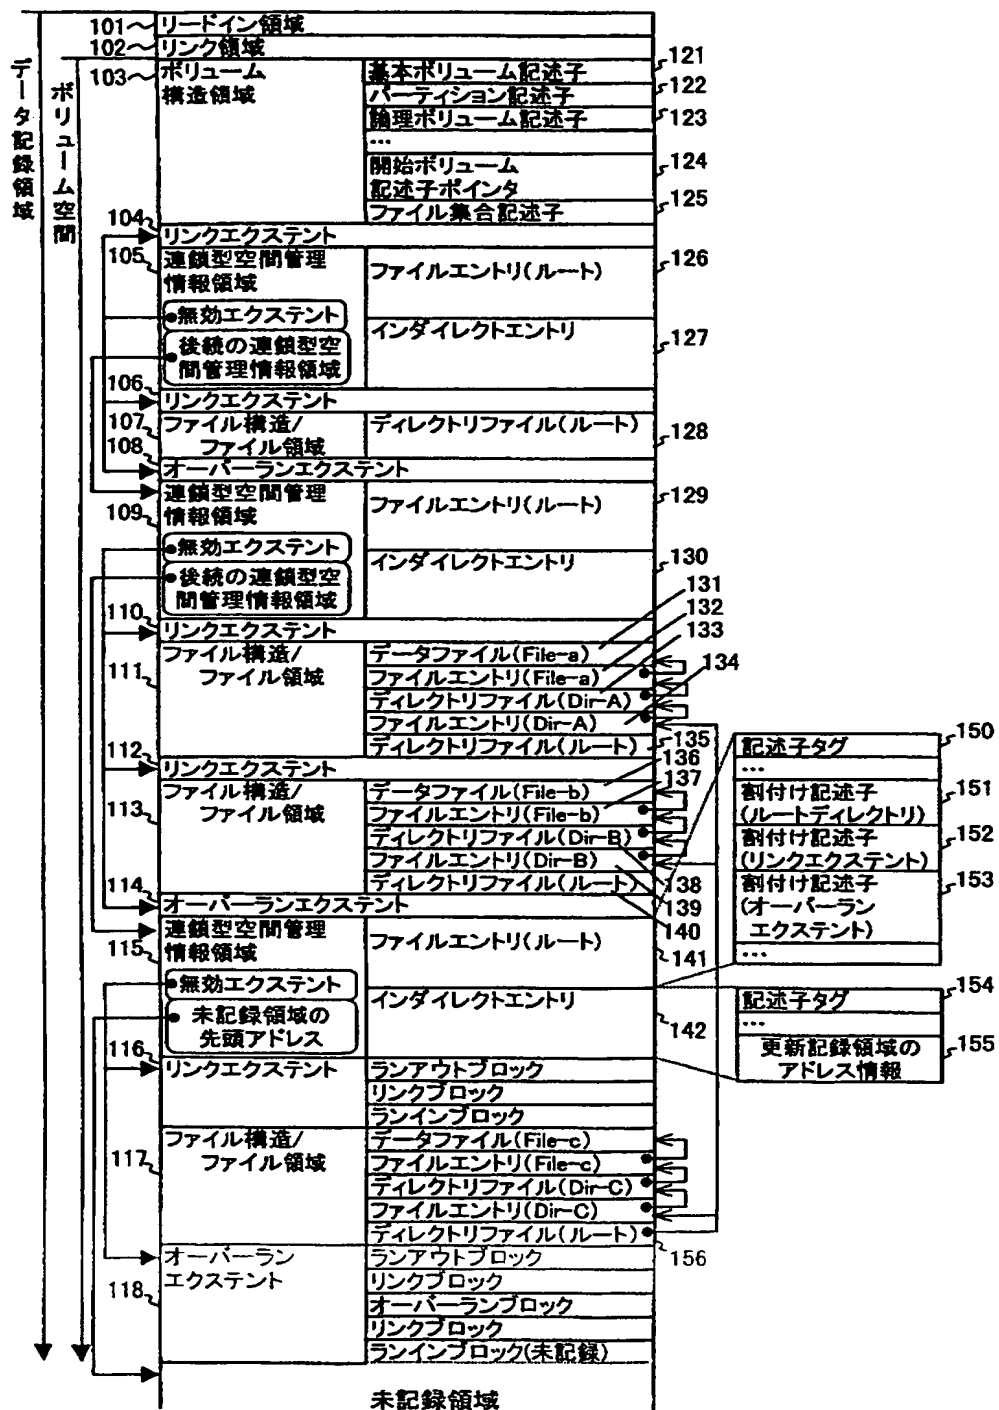 データ記録領域
ボリューム空間
101 リードイン領域
102 リンク領域
103 ボリューム
構造領域
基本ボリューム記述子 121
パーティション記述子 122
論理ボリューム記述子 123
…
開始ボリューム
記述子ポインタ 124
ファイル集合記述子 125
104 リンクエクステント
105 連鎖型空間管理
情報領域
無効エクステント
後続の連鎖型空
間管理情報領域
ファイルエントリ(ルート) 126
インダイレクトエントリ 127
106 リンクエクステント
107 ファイル構造/
ファイル領域
ディレクトリファイル(ルート) 128
108 オーバーランエクステント
109 連鎖型空間管理
情報領域
無効エクステント
後続の連鎖型空
間管理情報領域
ファイルエントリ(ルート) 129
インダイレクトエントリ 130
110 リンクエクステント
111 ファイル構造/
ファイル領域
データファイル(File-a) 131
ファイルエントリ(File-a) 132
ディレクトリファイル(Dir-A) 133
ファイルエントリ(Dir-A) 134
ディレクトリファイル(ルート) 135
112 リンクエクステント
113 ファイル構造/
ファイル領域
データファイル(File-b) 136
ファイルエントリ(File-b) 137
ディレクトリファイル(Dir-B) 138
ファイルエントリ(Dir-B) 139
ディレクトリファイル(ルート) 140
114 オーバーランエクステント
115 連鎖型空間管理
情報領域
無効エクステント
未記録領域の
先頭アドレス
ファイルエントリ(ルート) 141
インダイレクトエントリ 142
記述子タグ 150
…
割付け記述子
(ルートディレクトリ) 151
割付け記述子
(リンクエクステント) 152
割付け記述子
(オーバーラン
エクステント) 153
…
記述子タグ 154
…
更新記録領域の
アドレス情報 155
116 リンクエクステント
ランアウトブロック
リンクブロック
ランインブロック
117 ファイル構造/
ファイル領域
データファイル(File-c)
ファイルエントリ(File-c)
ディレクトリファイル(Dir-C)
ファイルエントリ(Dir-C)
ディレクトリファイル(ルート) 156
118 オーバーラン
エクステント
ランアウトブロック
リンクブロック
オーバーランブロック
リンクブロック
ランインブロック(未記録)
未記録領域